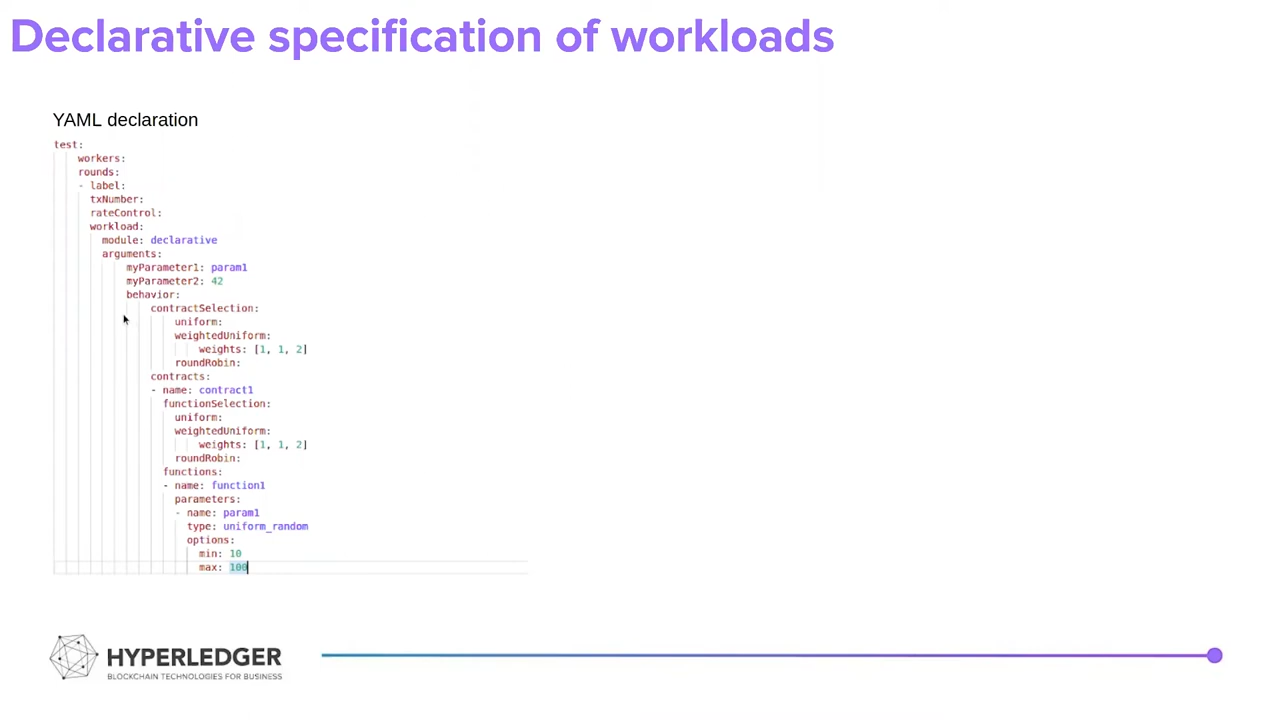 Declarative specification of workloads
YAML declaration
test:
workers:
rounds:
- label:
txNumber:
rateControl:
workload:
module: declarative
arguments:
myParameter1: param1
myParameter2: 42
behavior:
contractSelection:
uniform:
weightedUniform:
weights: [1, 1, 2]
roundRobin:
contracts:
- name: contract1
functionSelection:
uniform:
weightedUniform:
weights: [1, 1, 2]
roundRobin:
functions:
- name: function1
parameters:
- name: param1
type: uniform_random
options:
min: 10
max: 100
HYPERLEDGER
BLOCKCHAIN TECHNOLOGIES FOR BUSINESS